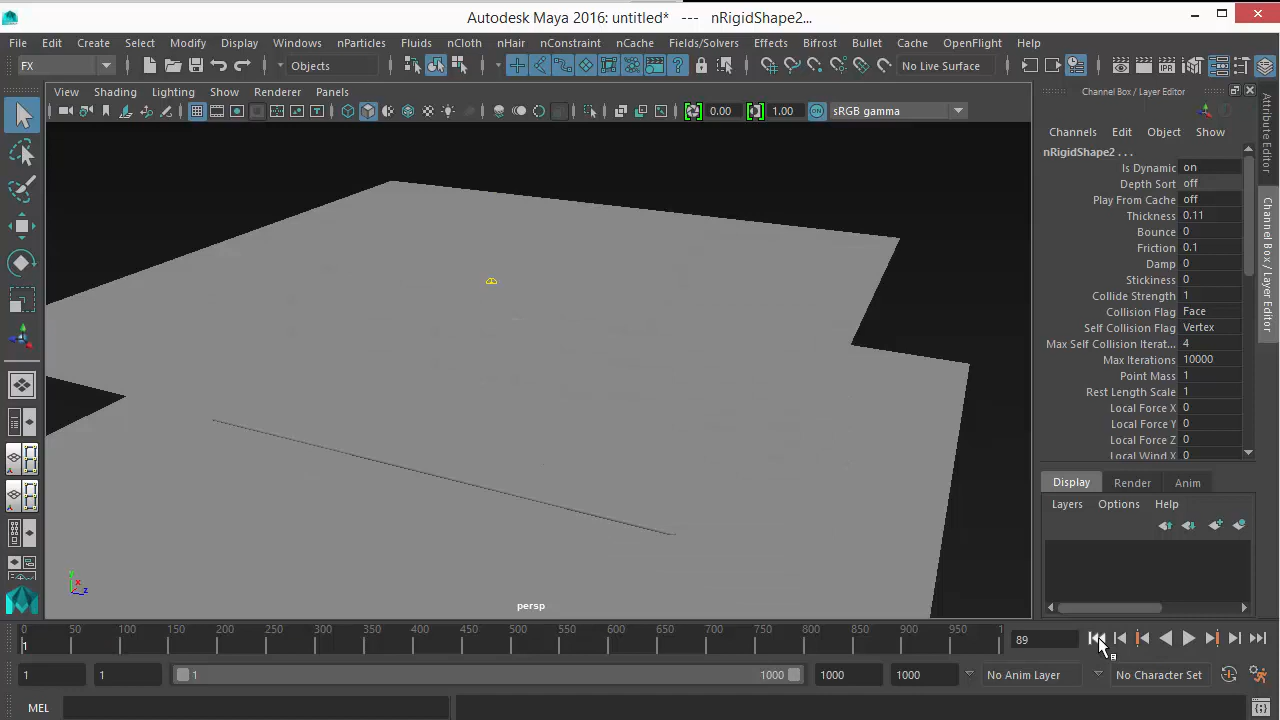 Autodesk Maya 2016: untitled* --- nRigidShape2...
File Edit Create Select Modify Display Windows nParticles Fluids nCloth nHair nConstraint nCache Fields/Solvers Effects Bifrost Bullet Cache OpenFlight Help
FX Objects No Live Surface
View Shading Lighting Show Renderer Panels
0.00 1.00 ON sRGB gamma
Channel Box / Layer Editor
Channels Edit Object Show
nRigidShape2 . . .
Is Dynamic on
Depth Sort off
Play From Cache off
Thickness 0.11
Bounce 0
Friction 0.1
Damp 0
Stickiness 0
Collide Strength 1
Collision Flag Face
Self Collision Flag Vertex
Max Self Collision Iterat... 4
Max Iterations 10000
Point Mass 1
Rest Length Scale 1
Local Force X 0
Local Force Y 0
Local Force Z 0
Local Wind X 0
Attribute Editor
Channel Box / Layer Editor
Display Render Anim
Layers Options Help
persp
0 50 100 150 200 250 300 350 400 450 500 550 600 650 700 750 800 850 900 950 1
1
89
1 1 1 1000 1000 1000 No Anim Layer No Character Set
MEL